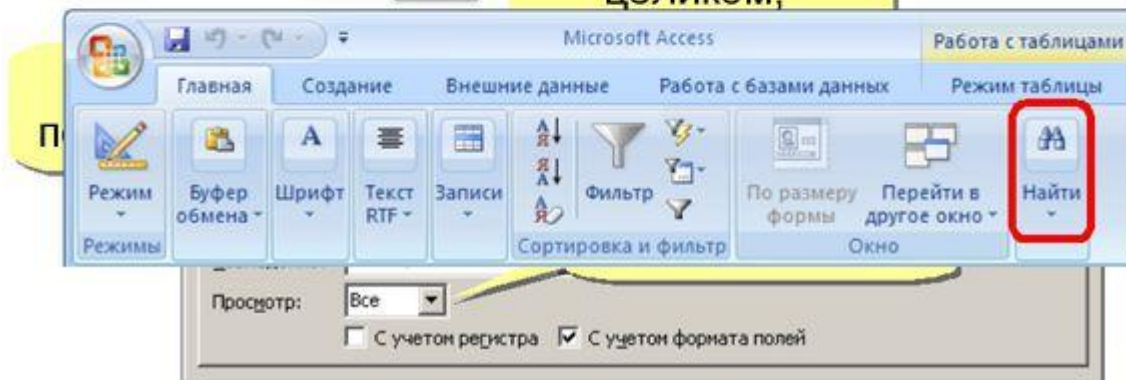 целиком,
Microsoft Access
Работа с таблицами
Главная
Создание
Внешние данные
Работа с базами данных
Режим таблицы
Режим
Буфер обмена
Шрифт
Текст RTF
Записи
Фильтр
По размеру формы
Перейти в другое окно
Найти
Режимы
Сортировка и фильтр
Окно
Просмотр:
Все
С учетом регистра
С учетом формата полей